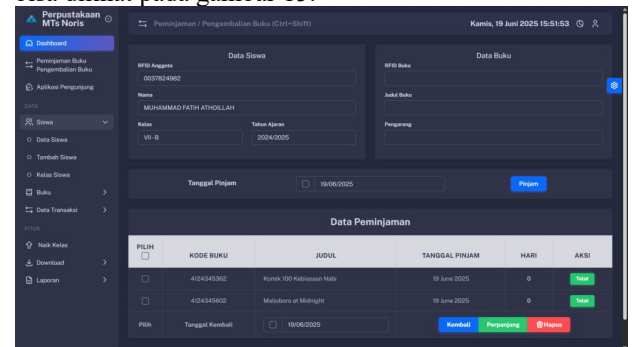 Perpustakaan
MTs Noris
Peminjaman / Pengembalian Buku (Ctrl+Shift)
Kamis, 19 Juni 2025 15:51:53
Dashboard
Peminjaman Buku
Pengembalian Buku
Aplikasi Pengunjung
DATA
Siswa
Data Siswa
Tambah Siswa
Kelas Siswa
Buku
Data Transaksi
FITUR
Naik Kelas
Download
Laporan
Data Siswa
RFID Anggota
0037824982
Nama
MUHAMMAD FATIH ATHOILLAH
Kelas
Tahun Ajaran
VII -B
2024/2025
Data Buku
RFID Buku
Judul Buku
Pengarang
Tanggal Pinjam
19/06/2025
Pinjam
Data Peminjaman
PILIH
KODE BUKU
JUDUL
TANGGAL PINJAM
HARI
AKSI
4124345362
Komik 100 Kebiasaan Nabi
19 June 2025
0
Telat
4124345602
Malioboro at Midnight
19 June 2025
0
Telat
Pilih
Tanggal Kembali
19/06/2025
Kembali
Perpanjang
Hapus